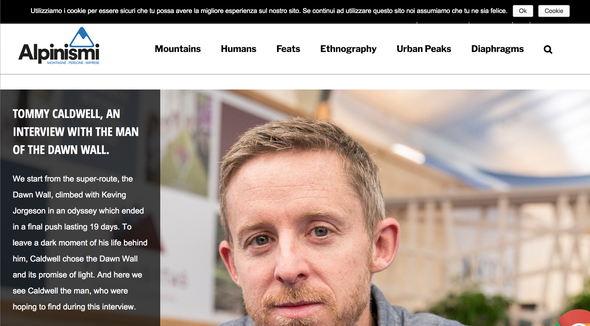 Utilizziamo i cookie per essere sicuri che tu possa avere la migliore esperienza sul nostro sito. Se continui ad utilizzare questo sito noi assumiamo che tu ne sia felice. Ok Cookie
Alpinismi
MONTAGNE . PERSONE . IMPRESE
Mountains Humans Feats Ethnography Urban Peaks Diaphragms
TOMMY CALDWELL, AN
INTERVIEW WITH THE MAN
OF THE DAWN WALL.
We start from the super-route, the
Dawn Wall, climbed with Keving
Jorgeson in an odyssey which ended
in a final push lasting 19 days. To
leave a dark moment of his life behind
him, Caldwell chose the Dawn Wall
and its promise of light. And here we
see Caldwell the man, who were
hoping to find during this interview.